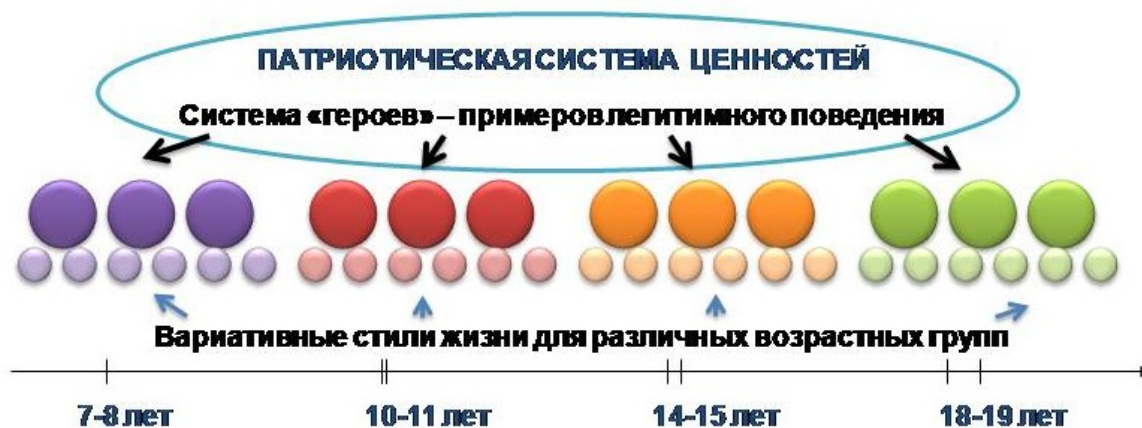 ПАТРИОТИЧЕСКАЯ СИСТЕМА ЦЕННОСТЕЙ
Система «героев» – примеров легитимного поведения
Вариативные стили жизни для различных возрастных групп
7-8 лет
10-11 лет
14-15 лет
18-19 лет